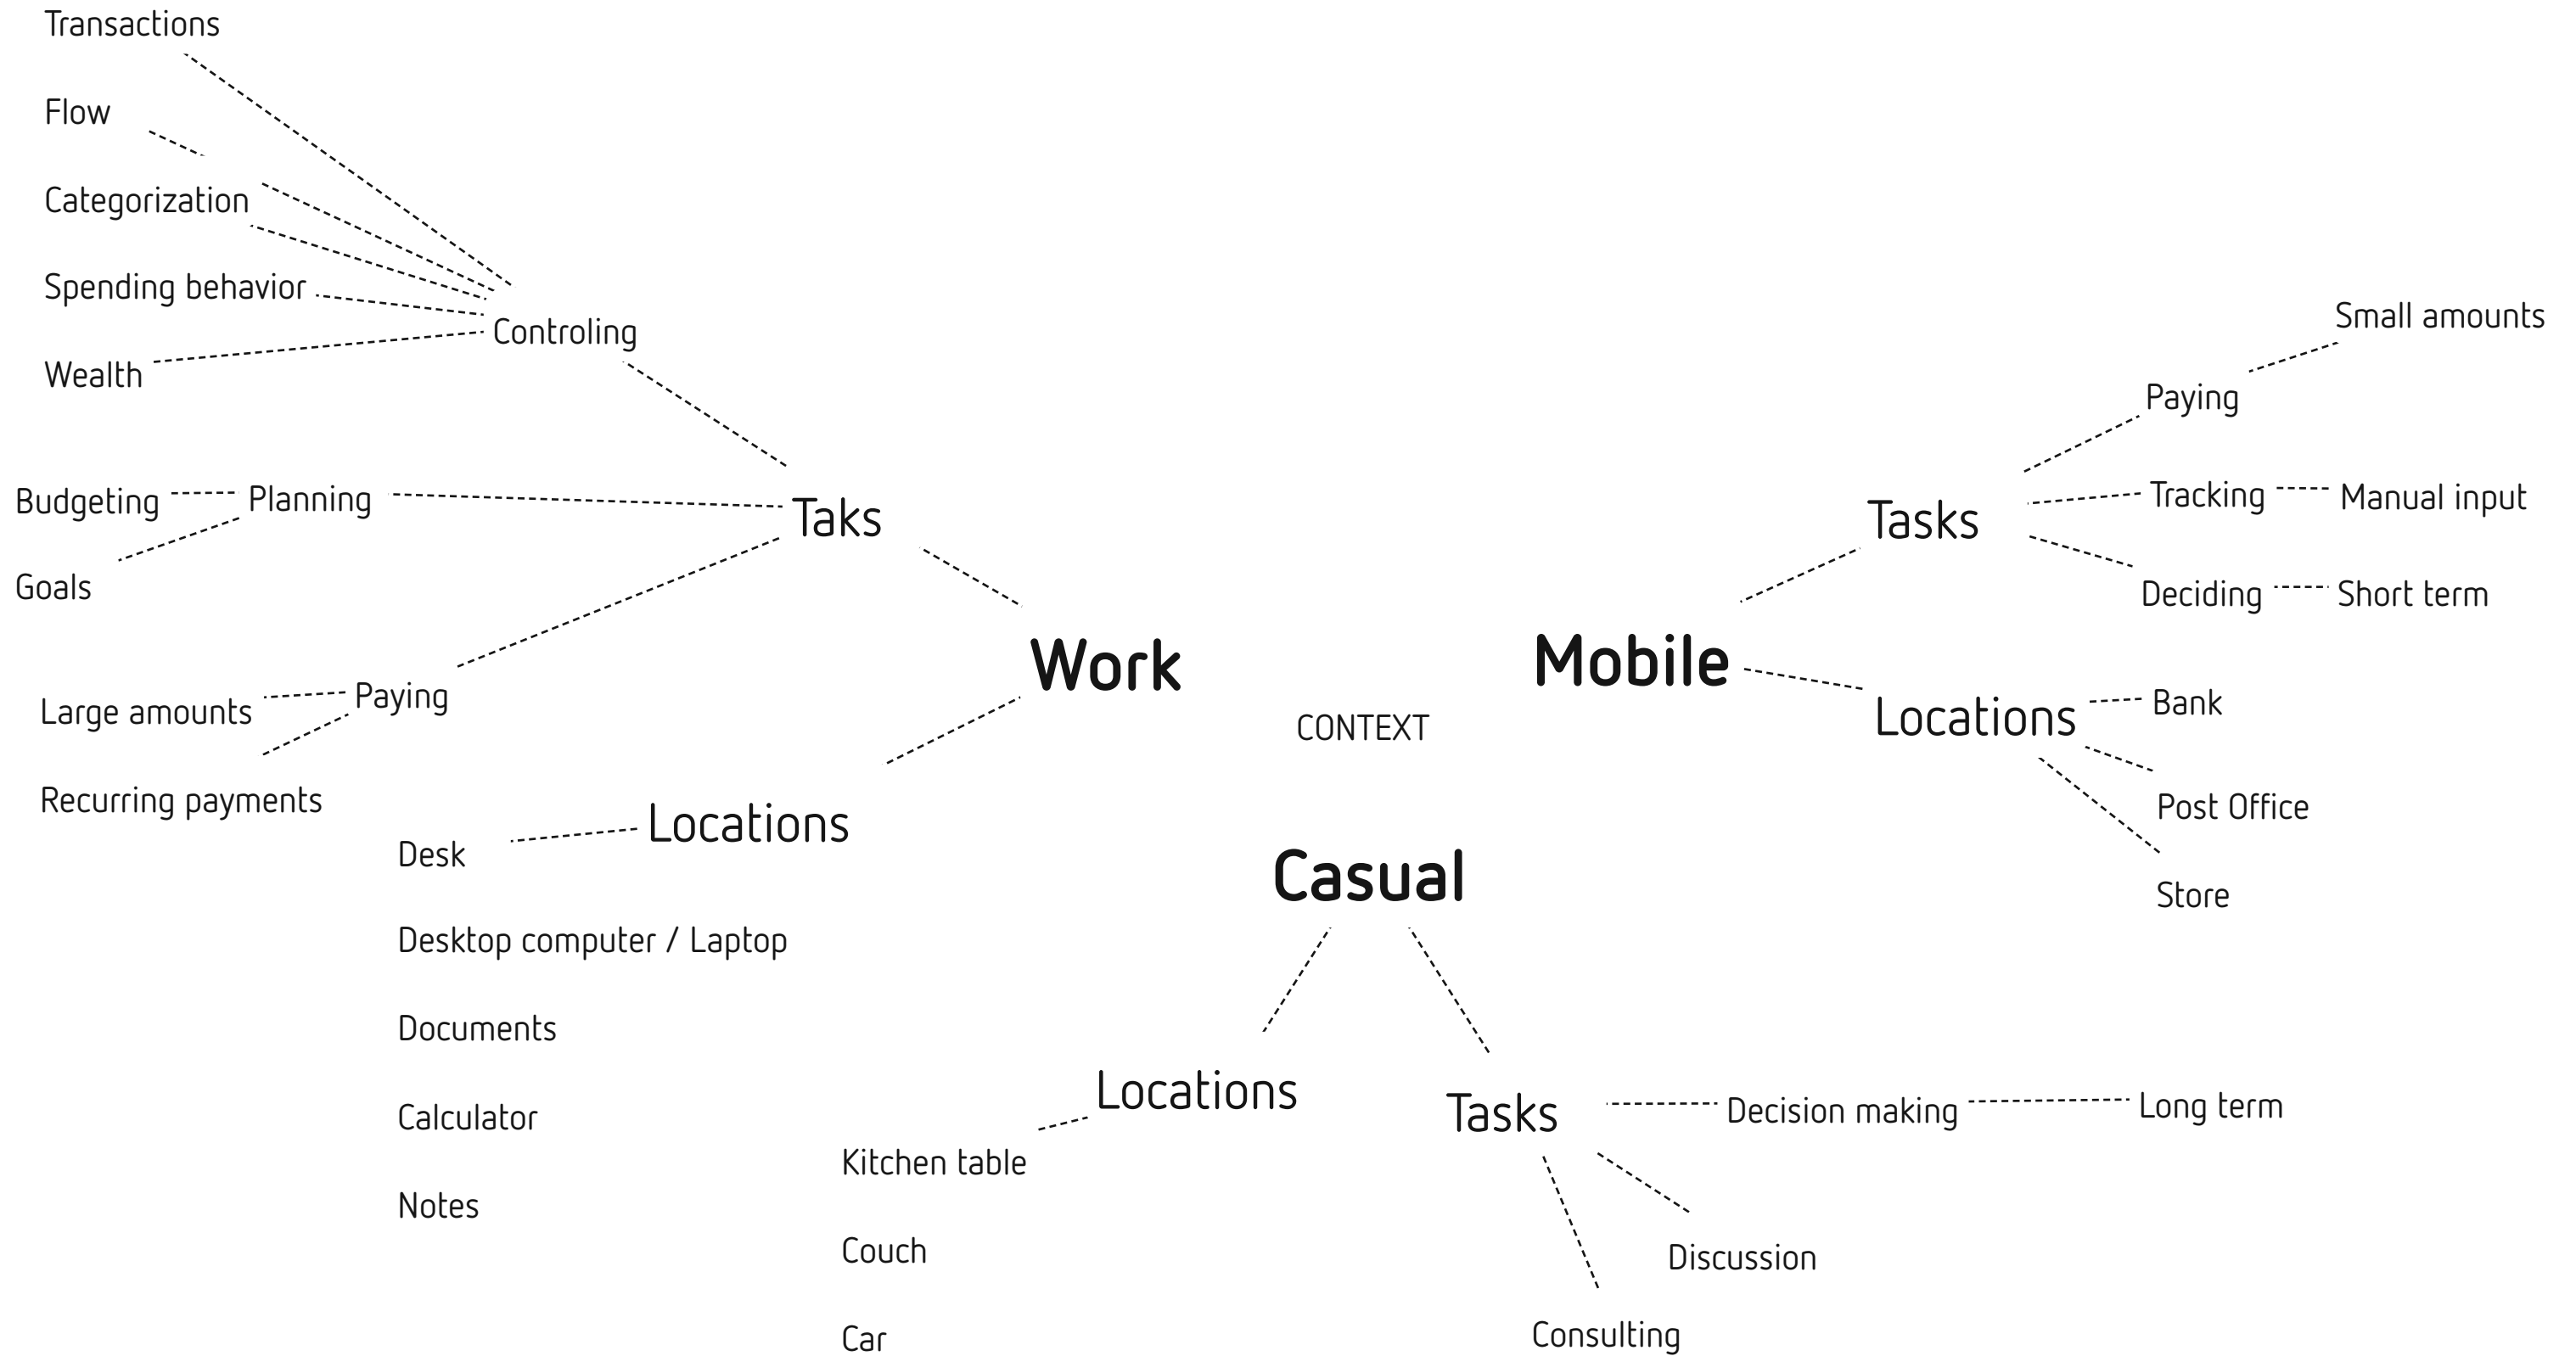 Transactions
Flow
Categorization
Spending behavior
Wealth
Controling
Budgeting
Planning
Goals
Taks
Large amounts
Paying
Recurring payments
Work
Locations
Desk
Desktop computer / Laptop
Documents
Calculator
Notes
CONTEXT
Mobile
Tasks
Paying
Small amounts
Tracking
Manual input
Deciding
Short term
Locations
Bank
Post Office
Store
Casual
Locations
Kitchen table
Couch
Car
Tasks
Decision making
Long term
Discussion
Consulting